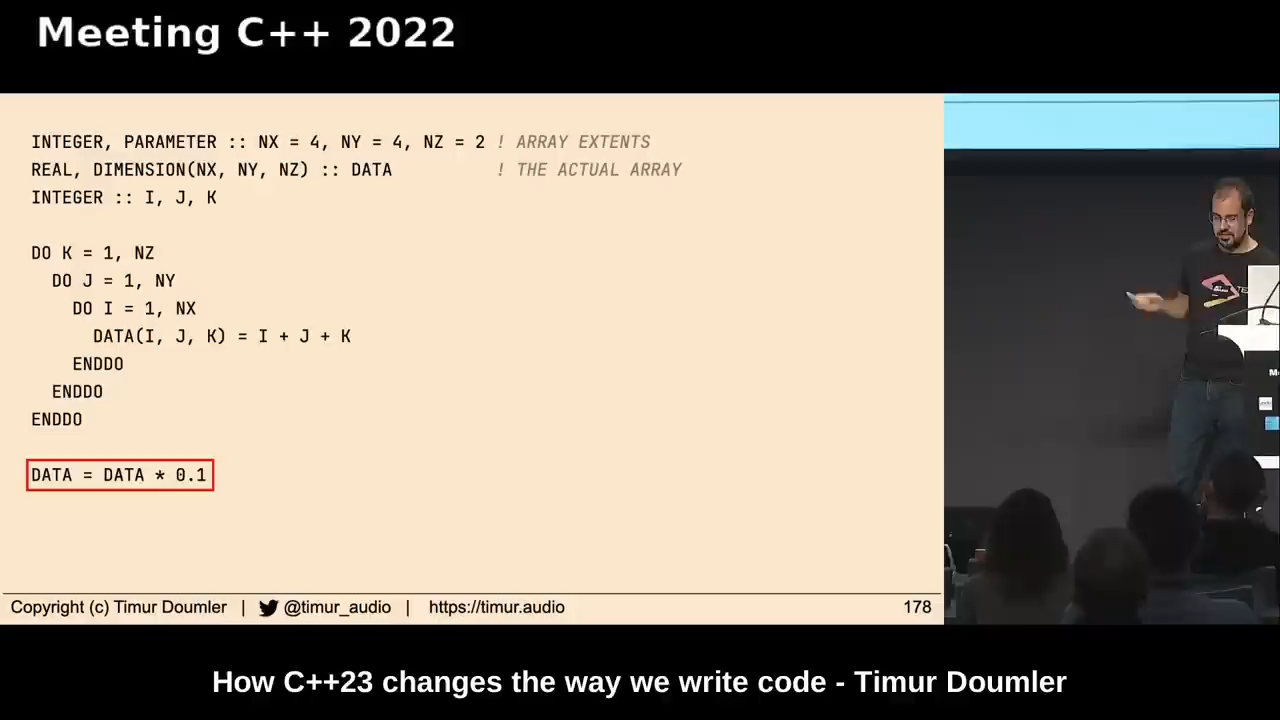 Meeting C++ 2022
INTEGER, PARAMETER :: NX = 4, NY = 4, NZ = 2 ! ARRAY EXTENTS
REAL, DIMENSION(NX, NY, NZ) :: DATA ! THE ACTUAL ARRAY
INTEGER :: I, J, K
DO K = 1, NZ
DO J = 1, NY
DO I = 1, NX
DATA(I, J, K) = I + J + K
ENDDO
ENDDO
ENDDO
DATA = DATA * 0.1
Copyright (c) Timur Doumler | @timur_audio | https://timur.audio 178
How C++23 changes the way we write code - Timur Doumler